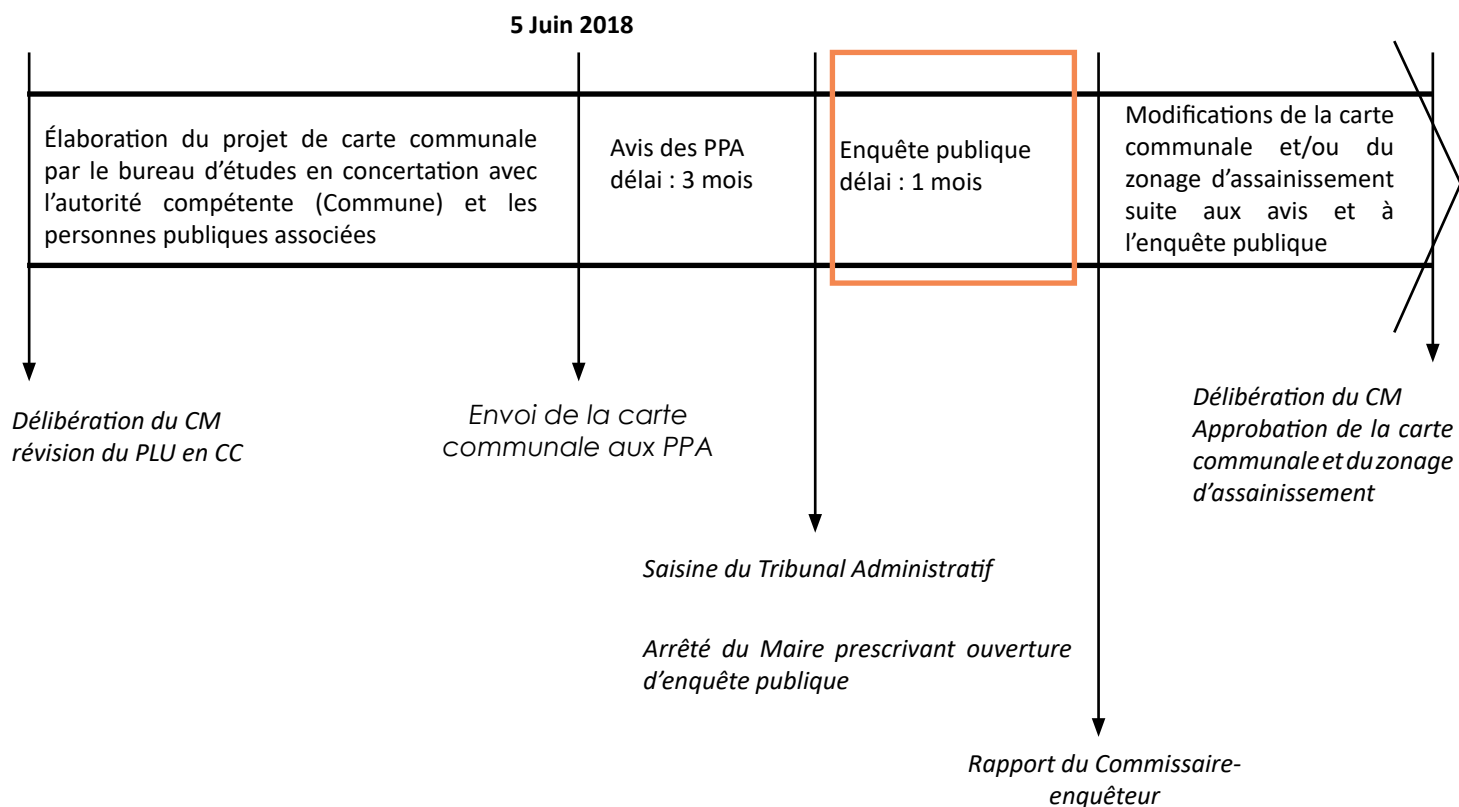 5 Juin 2018
Élaboration du projet de carte communale
par le bureau d'études en concertation avec
l'autorité compétente (Commune) et les
personnes publiques associées
Avis des PPA
délai : 3 mois
Enquête publique
délai : 1 mois
Modifications de la carte
communale et/ou du
zonage d'assainissement
suite aux avis et à
l'enquête publique
Délibération du CM
révision du PLU en CC
Envoi de la carte
communale aux PPA
Délibération du CM
Approbation de la carte
communale et du zonage
d'assainissement
Saisine du Tribunal Administratif
Arrêté du Maire prescrivant ouverture
d'enquête publique
Rapport du Commissaire-
enquêteur